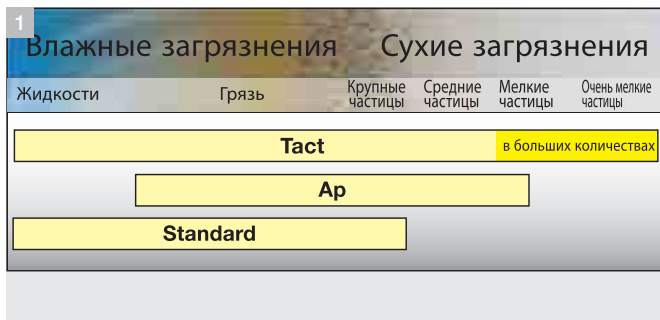 1
Влажные загрязнения Сухие загрязнения
Жидкости Грязь Крупные частицы Средние частицы Мелкие частицы Очень мелкие частицы
Tact в больших количествах
Ap
Standard